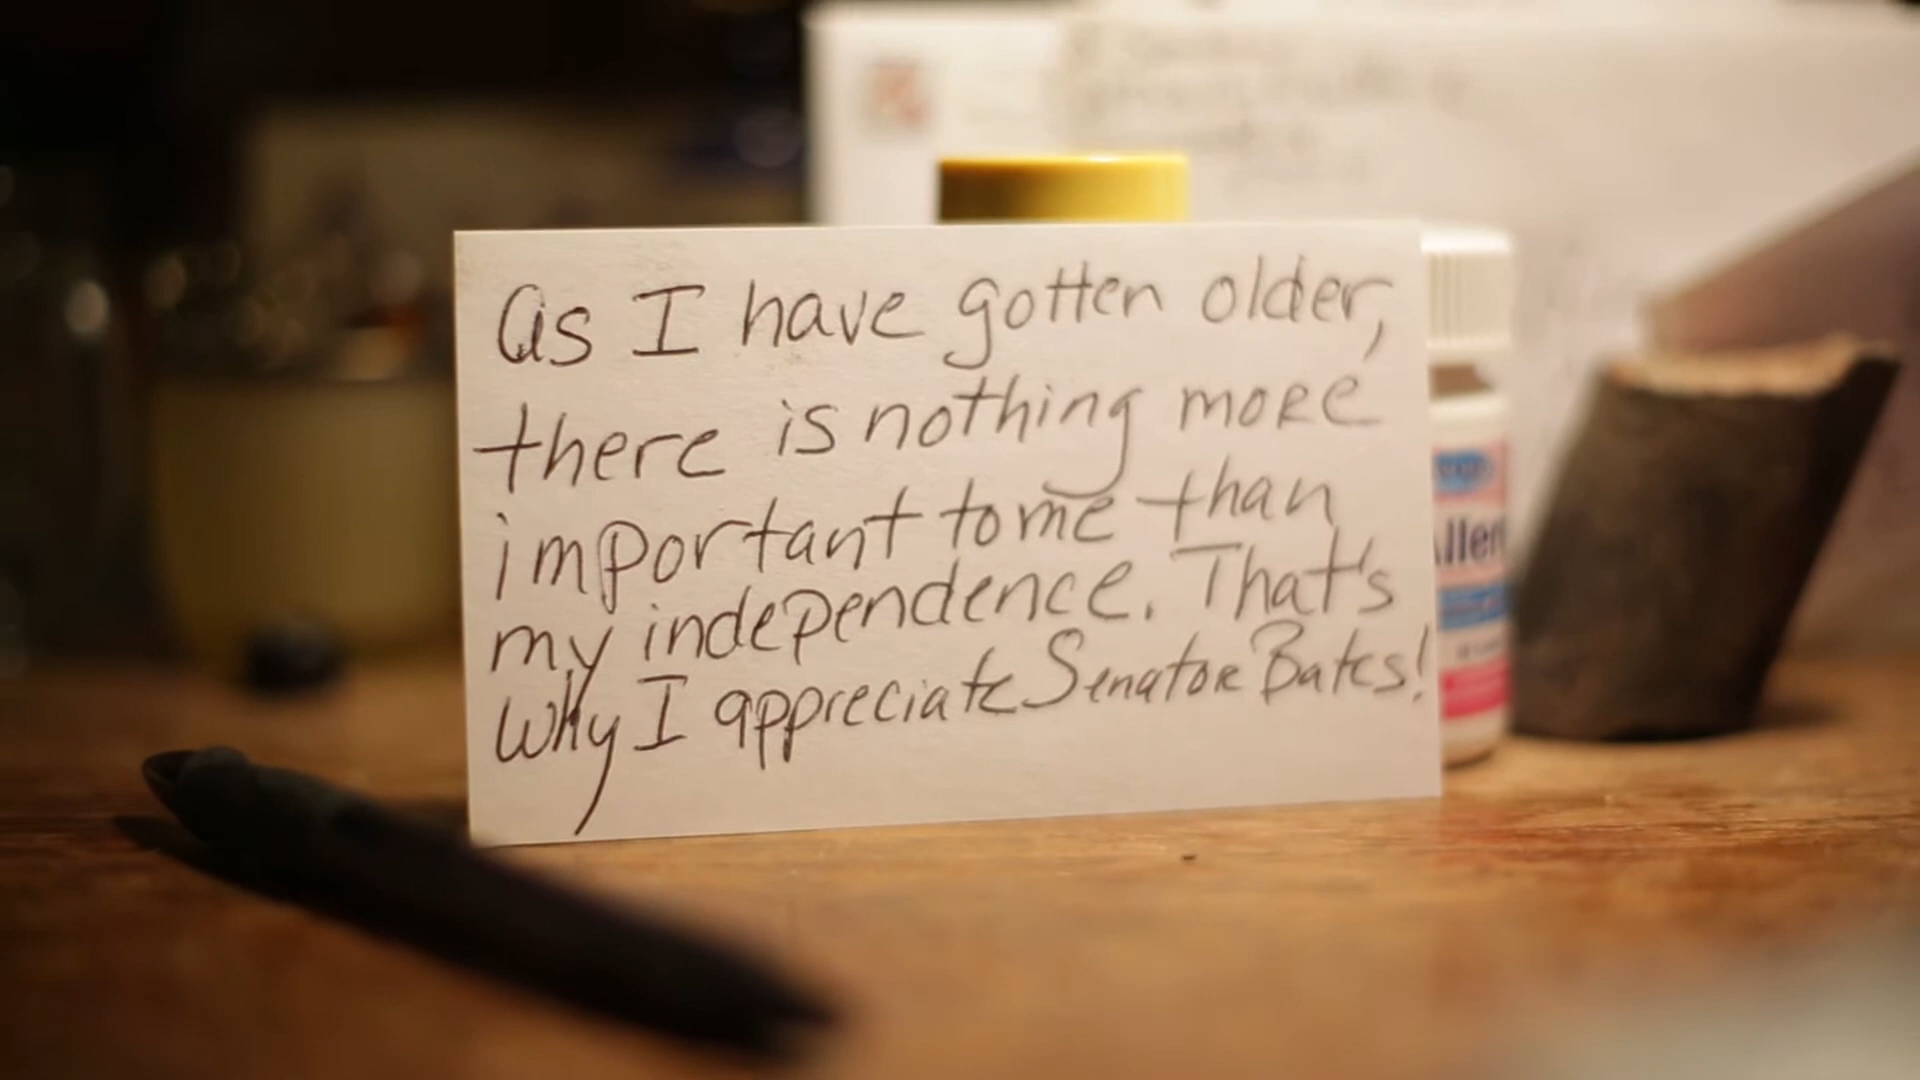 As I have gotten older,
there is nothing more
important to me than
my independence. That's
why I appreciate Senator Bates!